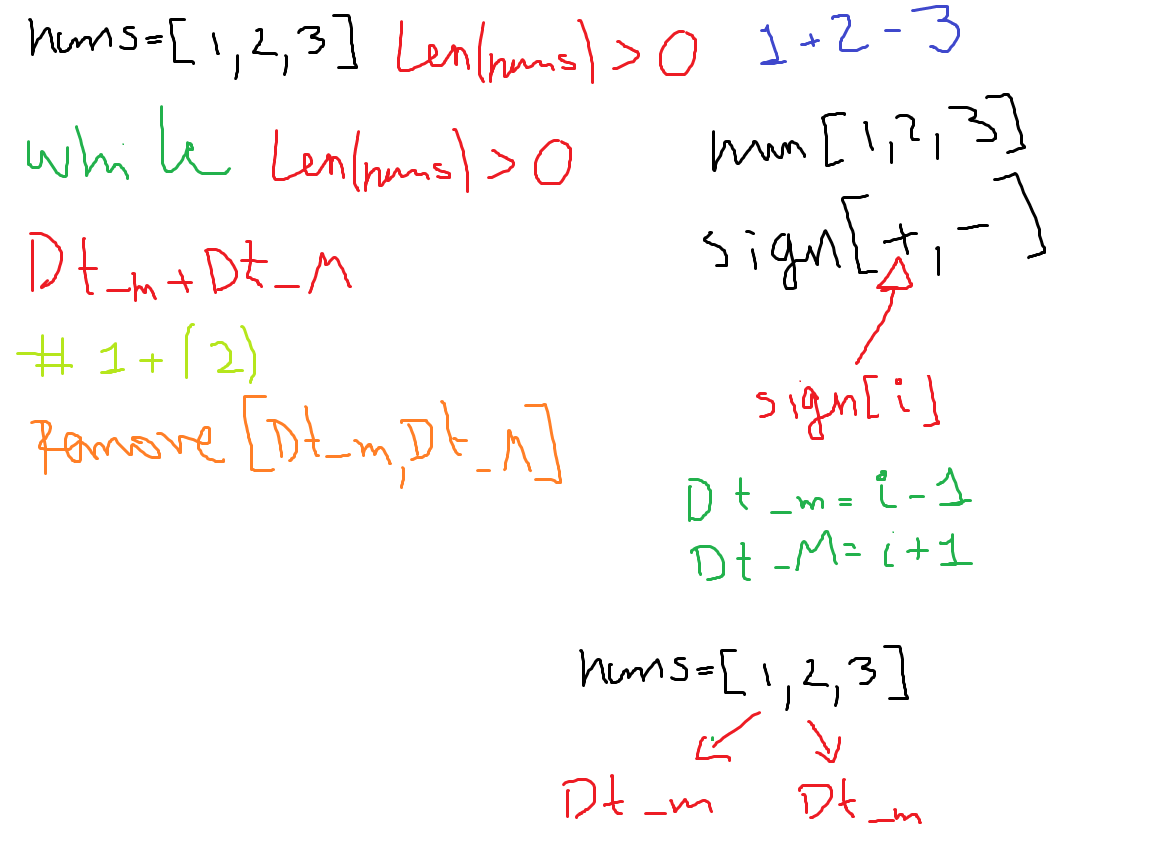 nums=[1,2,3] Len(nums)>0 1+2-3
while Len(nums)>0
num[1,2,3]
sign[+,-]
Dt_m+Dt_M
# 1+(2)
Remove[Dt_m,Dt_M]
sign[i]
Dt_m=i-1
Dt_M=i+1
nums=[1,2,3]
Dt_m Dt_m